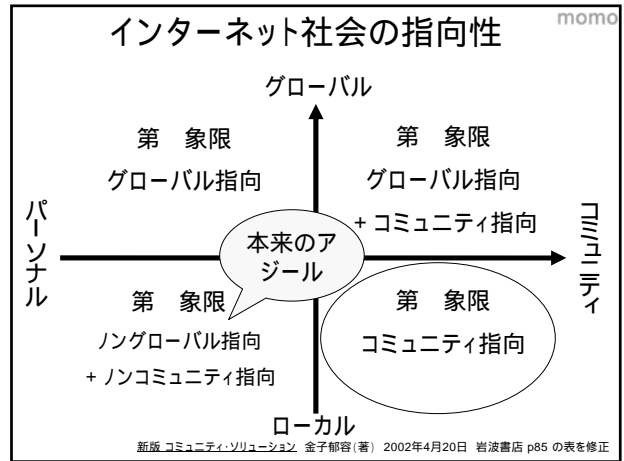 momo
インターネット社会の指向性
グローバル
第　象限
グローバル指向
第　象限
グローバル指向
+ コミュニティ指向
パーソナル
コミュニティ
本来のア
ジール
第　象限
ノングローバル指向
+ ノンコミュニティ指向
第　象限
コミュニティ指向
ローカル
新版 コミュニティ・ソリューション 金子郁容(著) 2002年4月20日 岩波書店 p85 の表を修正